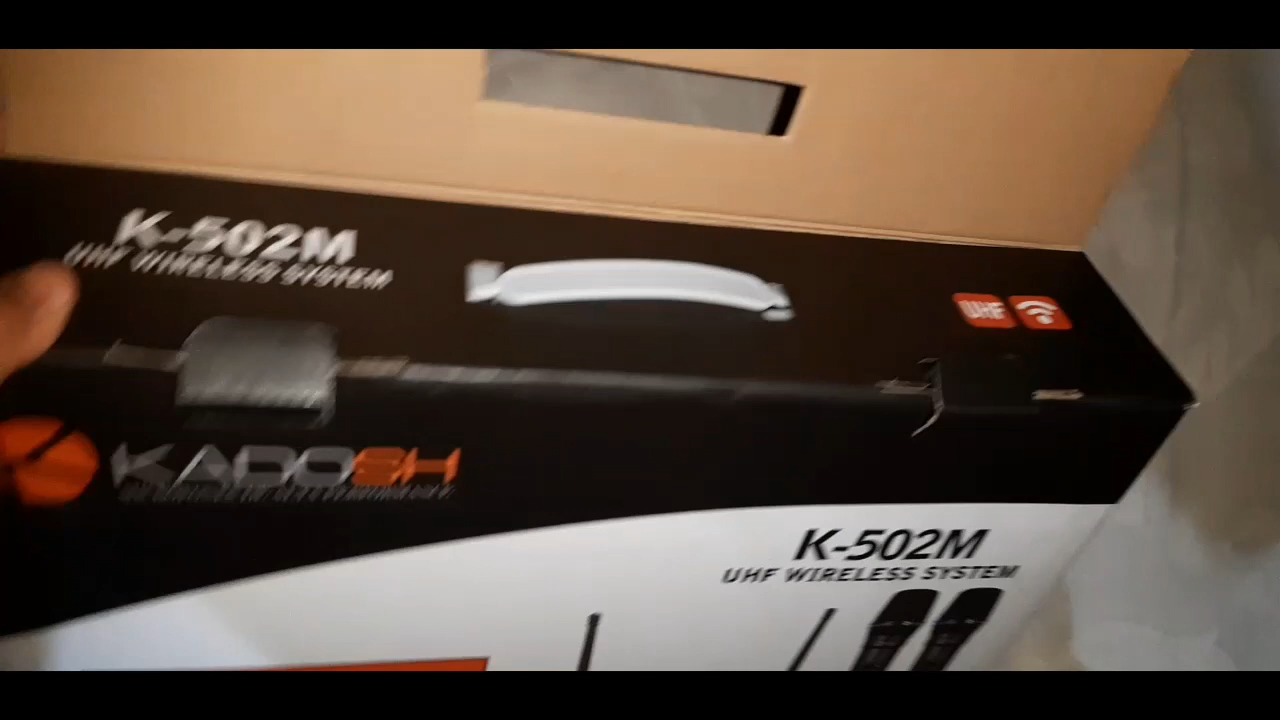 K-502M
UHF WIRELESS SYSTEM
UHF
KADOSH
K-502M
UHF WIRELESS SYSTEM